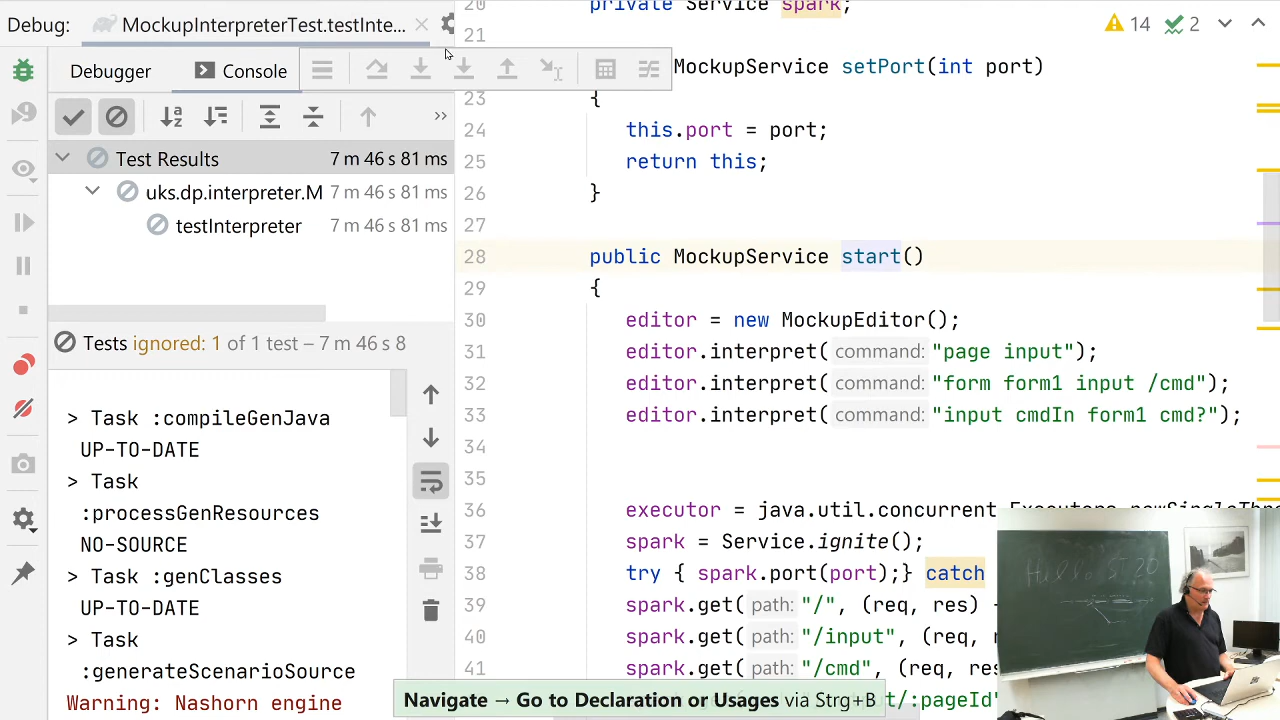 Debug: MockupInterpreterTest.testInte...
Debugger
Console
Test Results 7 m 46 s 81 ms
uks.dp.interpreter.M 7 m 46 s 81 ms
testInterpreter 7 m 46 s 81 ms
Tests ignored: 1 of 1 test – 7 m 46 s 8
> Task :compileGenJava
UP-TO-DATE
> Task
:processGenResources
NO-SOURCE
> Task :genClasses
UP-TO-DATE
> Task
:generateScenarioSource
Warning: Nashorn engine
14 2
20 private Service spark;
21
MockupService setPort(int port)
23 {
24 this.port = port;
25 return this;
26 }
27
28 public MockupService start()
29 {
30 editor = new MockupEditor();
31 editor.interpret( command: "page input");
32 editor.interpret( command: "form form1 input /cmd");
33 editor.interpret( command: "input cmdIn form1 cmd?");
34
35
36 executor = java.util.concurrent.Executors.newSingleThre
37 spark = Service.ignite();
38 try { spark.port(port);} catch
39 spark.get( path: "/", (req, res) -
40 spark.get( path: "/input", (req, r
41 spark.get( path: "/cmd", (req, res
t/:pageId"
Navigate → Go to Declaration or Usages via Strg+B
Hello 5 20